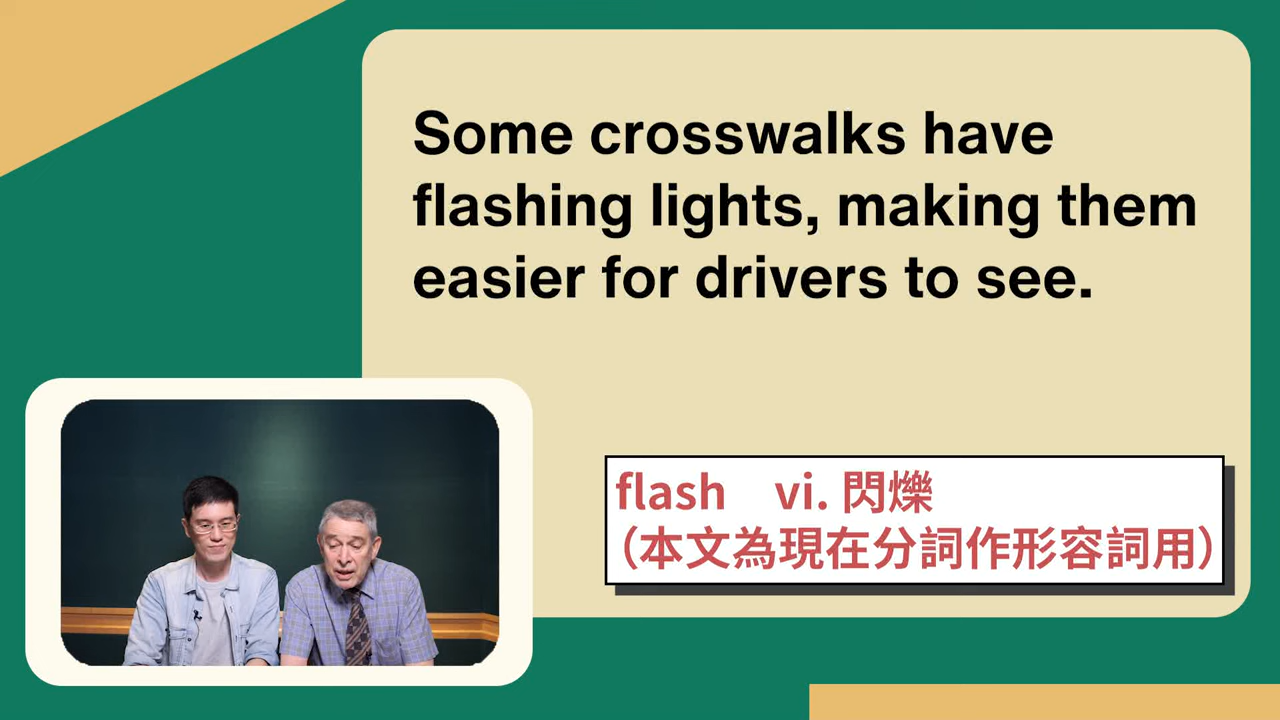 Some crosswalks have
flashing lights, making them
easier for drivers to see.
flash vi. 閃爍
（本文為現在分詞作形容詞用）